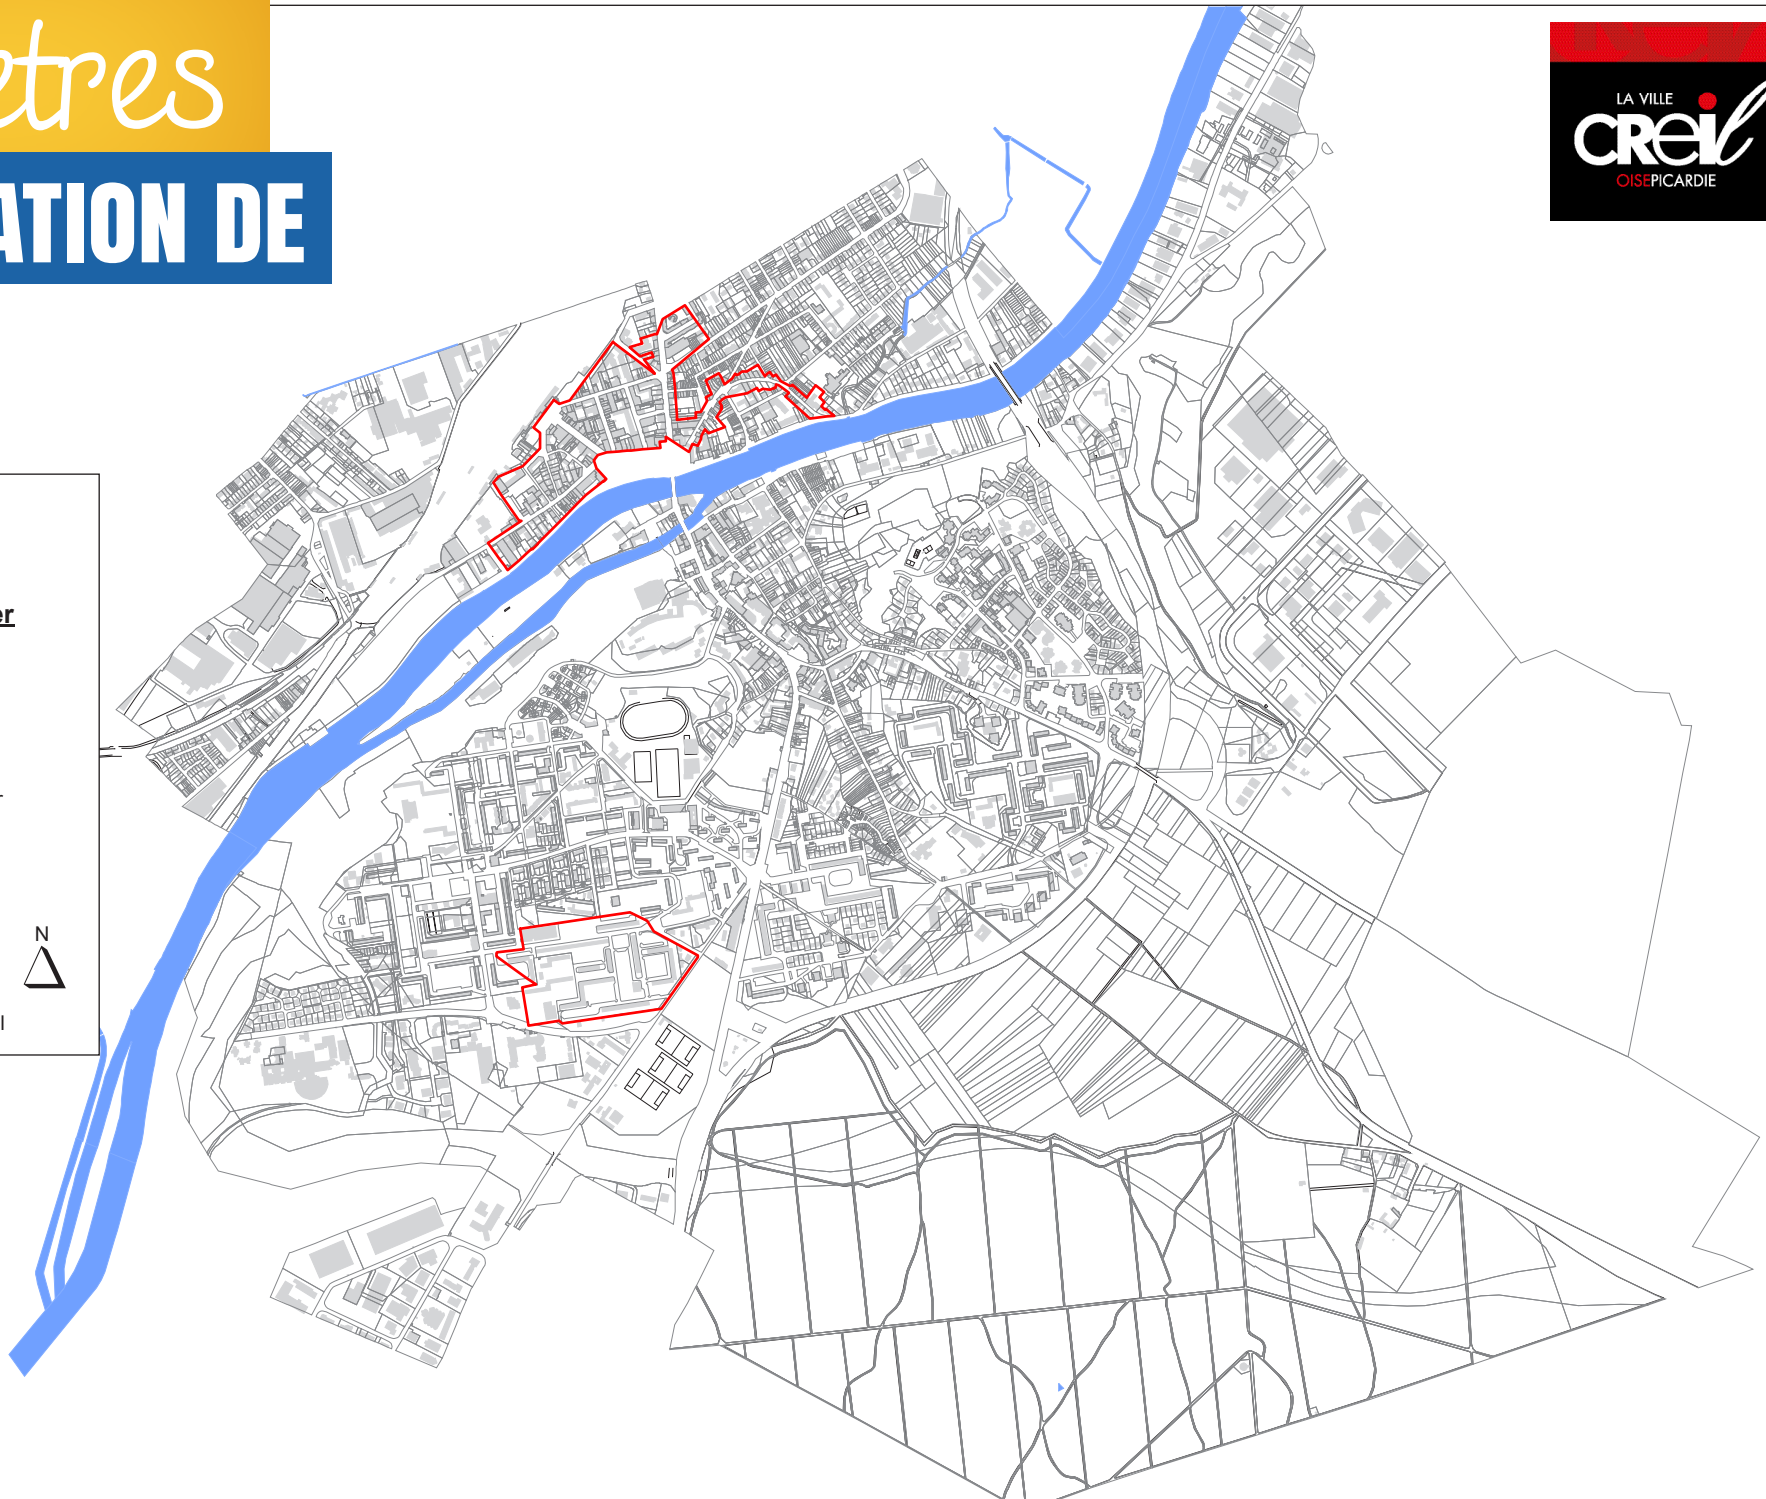 etres
ATION DE
LA VILLE
CReil
OISEPICARDIE
er
N
l